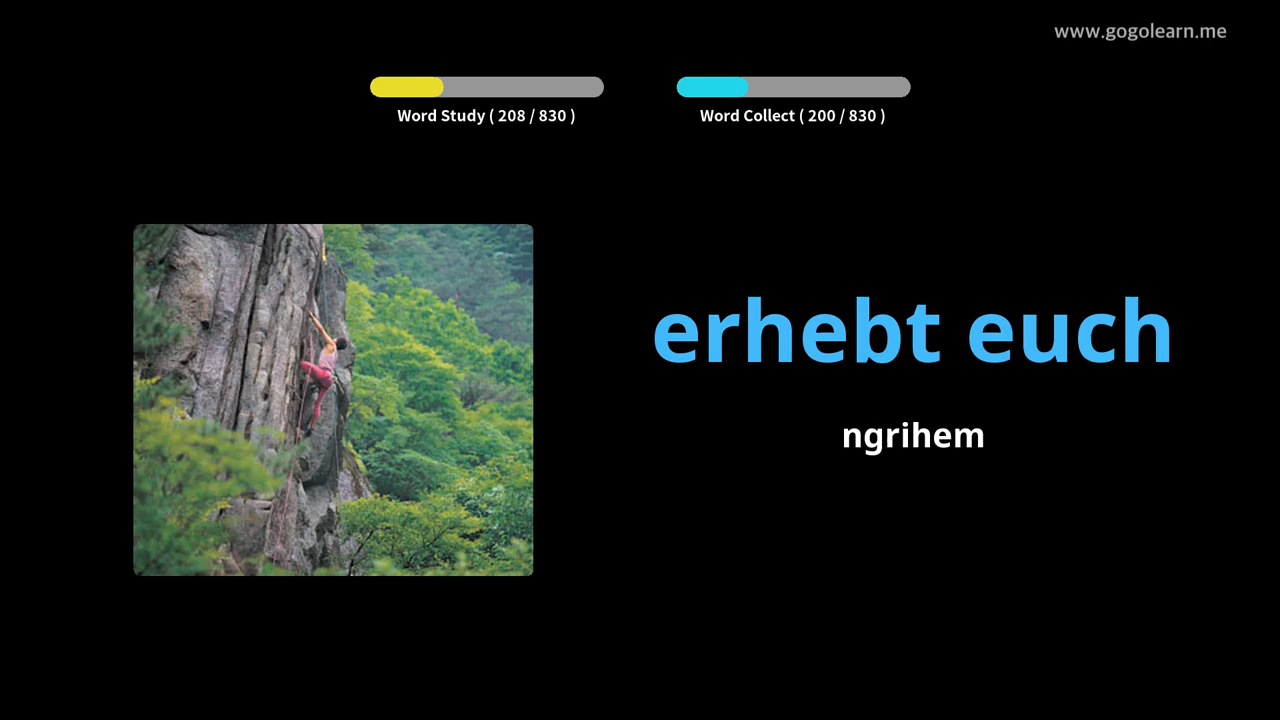 www.gogolearn.me
Word Study ( 208 / 830 )
Word Collect ( 200 / 830 )
erhebt euch
ngrihem